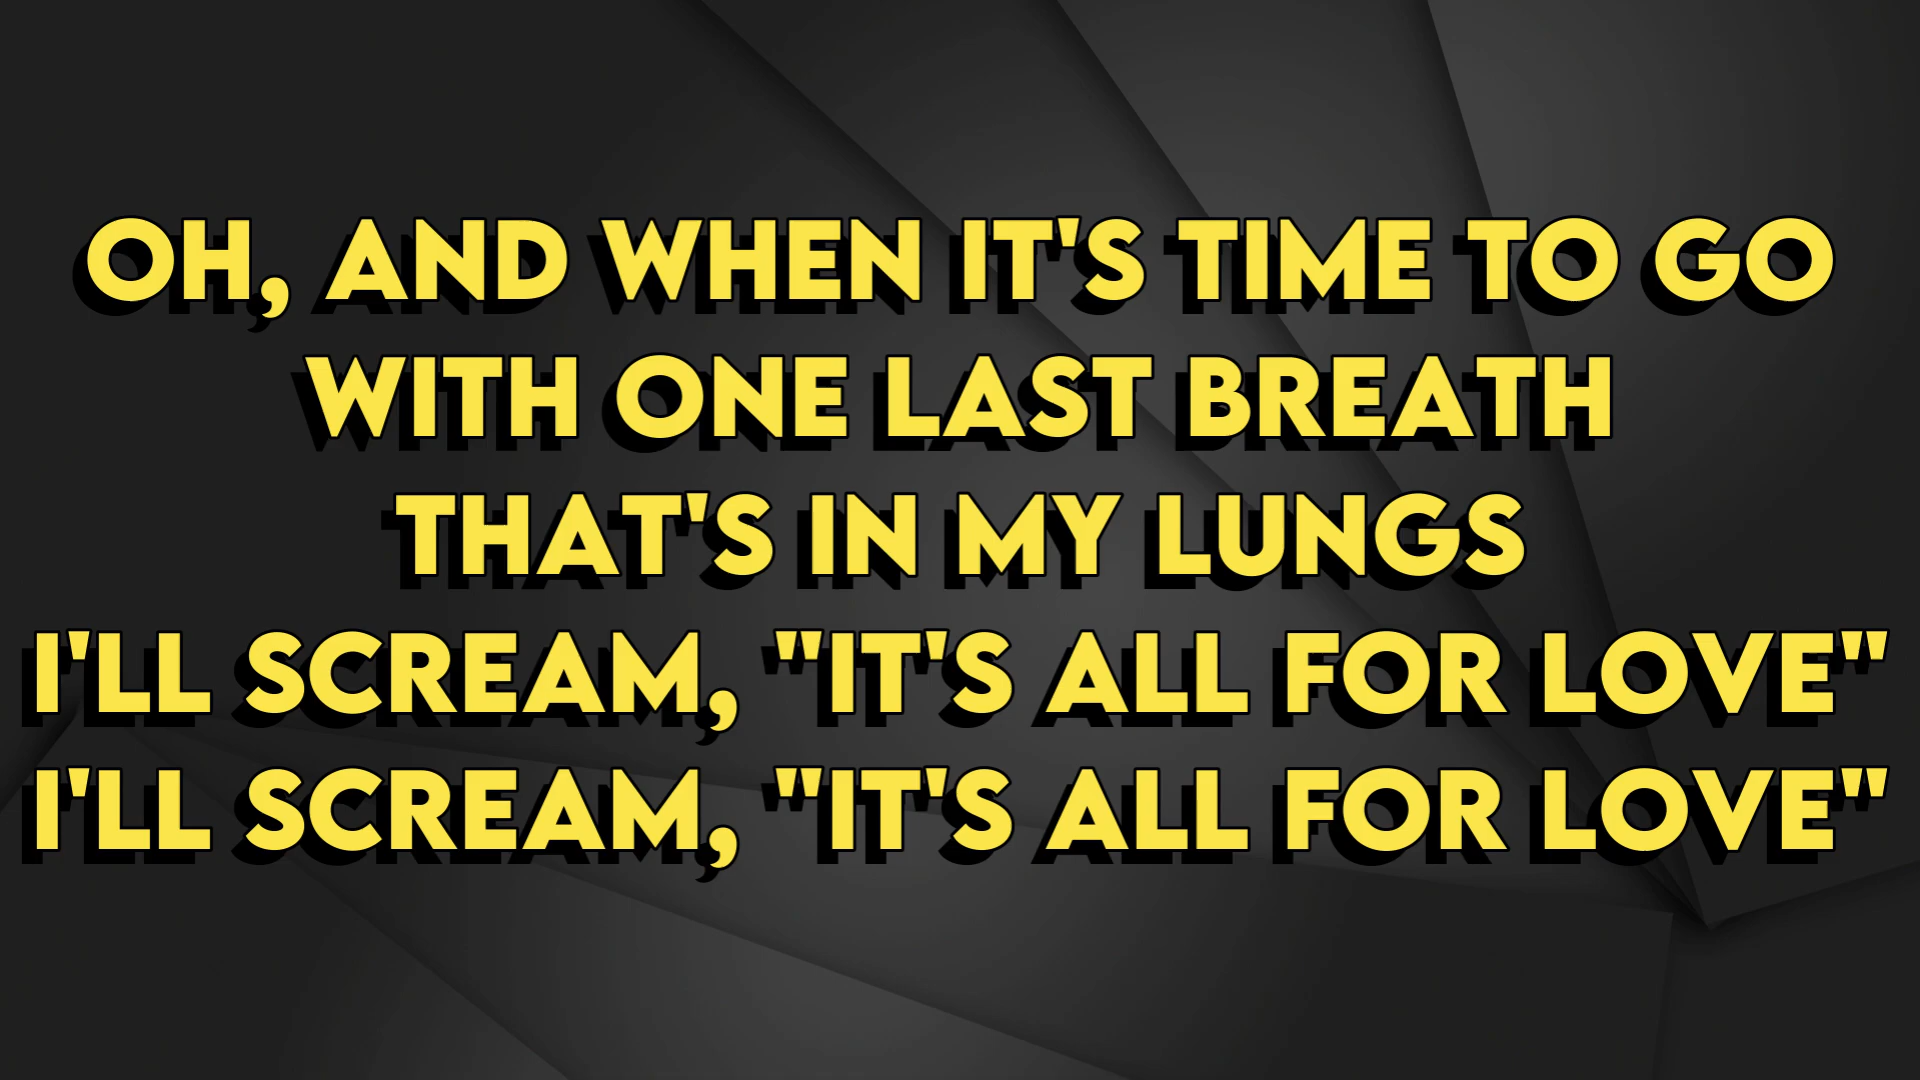 OH, AND WHEN IT'S TIME TO GO
WITH ONE LAST BREATH
THAT'S IN MY LUNGS
I'LL SCREAM, "IT'S ALL FOR LOVE"
I'LL SCREAM, "IT'S ALL FOR LOVE"